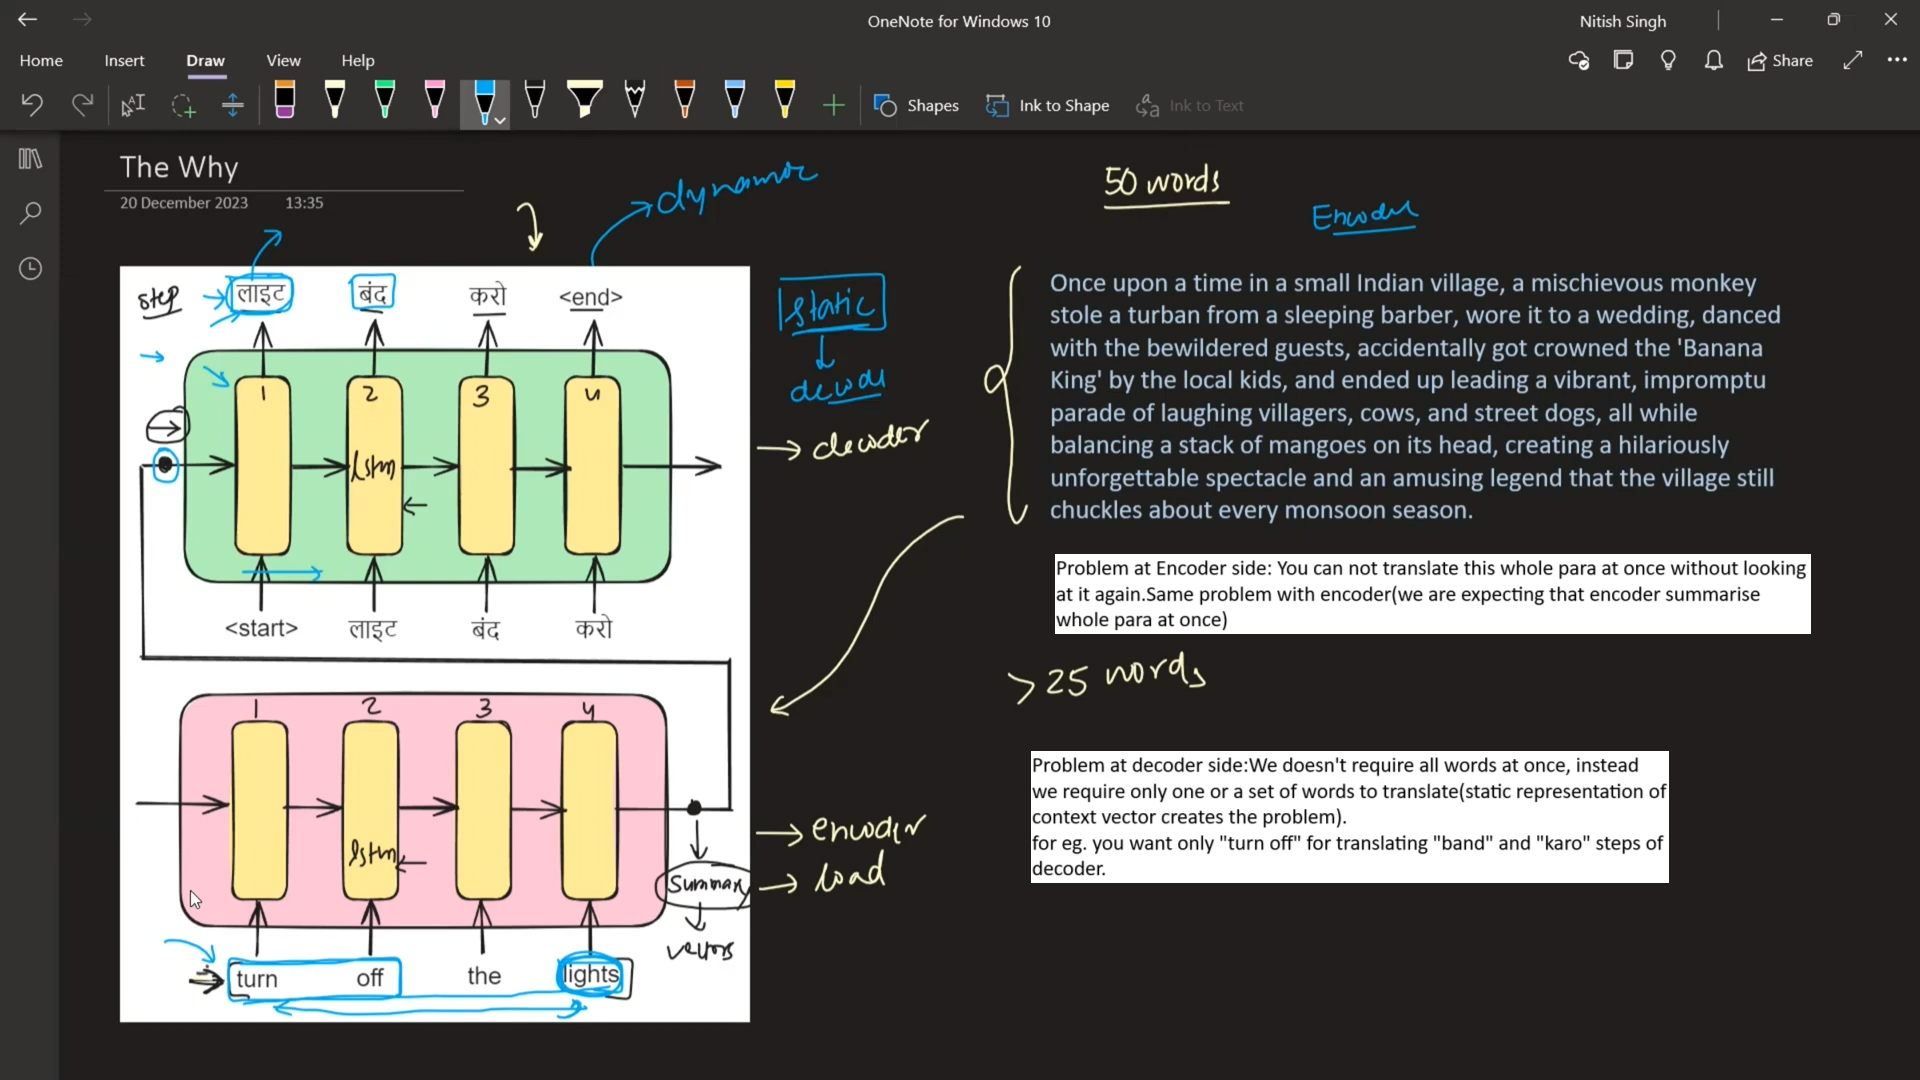 OneNote for Windows 10
Nitish Singh
Home Insert Draw View Help
Share
Shapes Ink to Shape Ink to Text
The Why
20 December 2023 13:35
dynamic
50 words
Encoder
step लाइट बंद करो <end>
static
1 2 3 4
decoder
lstm
decoder
<start> लाइट बंद करो
Once upon a time in a small Indian village, a mischievous monkey
stole a turban from a sleeping barber, wore it to a wedding, danced
with the bewildered guests, accidentally got crowned the 'Banana
King' by the local kids, and ended up leading a vibrant, impromptu
parade of laughing villagers, cows, and street dogs, all while
balancing a stack of mangoes on its head, creating a hilariously
unforgettable spectacle and an amusing legend that the village still
chuckles about every monsoon season.
Problem at Encoder side: You can not translate this whole para at once without looking
at it again.Same problem with encoder(we are expecting that encoder summarise
whole para at once)
>25 words
1 2 3 4
lstm
encoder
summary load
vectors
turn off the lights
Problem at decoder side:We doesn't require all words at once, instead
we require only one or a set of words to translate(static representation of
context vector creates the problem).
for eg. you want only "turn off" for translating "band" and "karo" steps of
decoder.